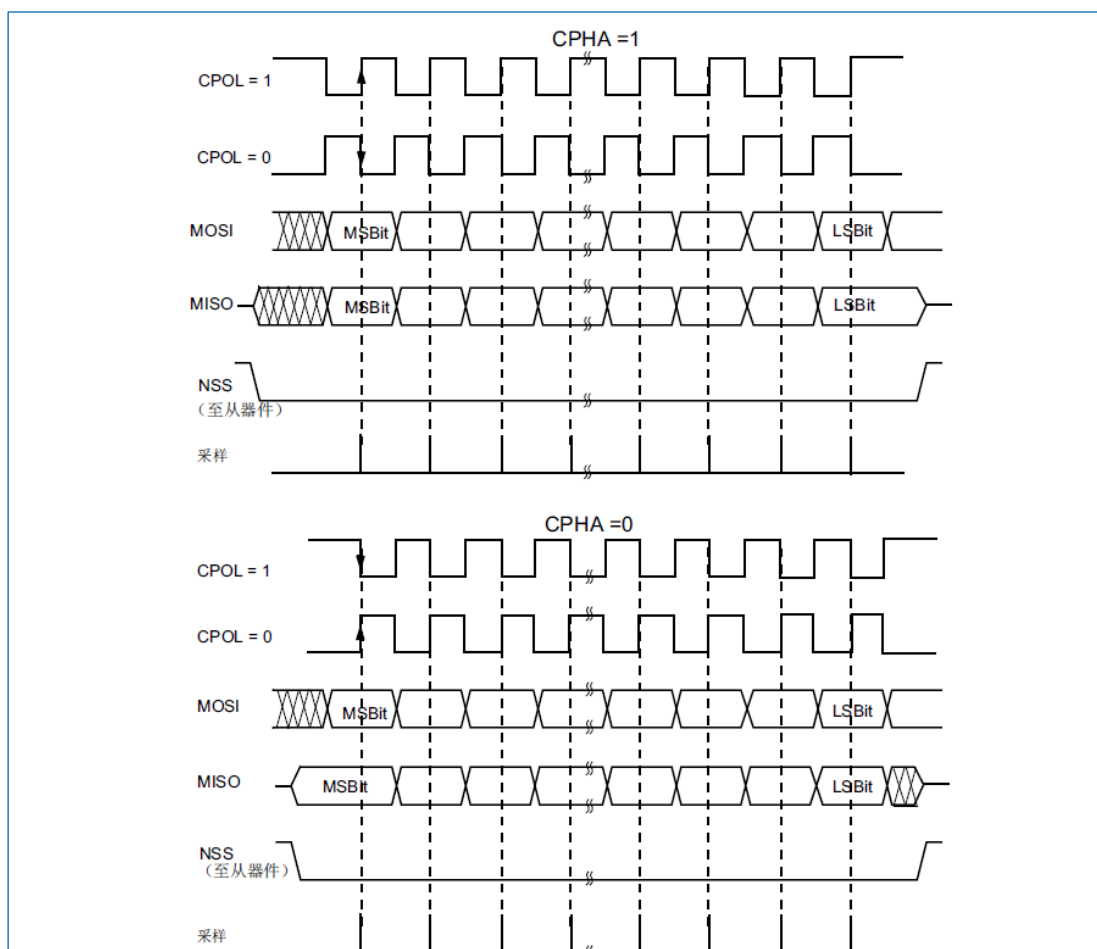 CPHA =1
CPOL = 1
CPOL = 0
MOSI
MSBit
LSBit
MISO
MSBit
LSBit
NSS
（至从器件）
采样
CPHA =0
CPOL = 1
CPOL = 0
MOSI
MSBit
LSBit
MISO
MSBit
LSBit
NSS
（至从器件）
采样